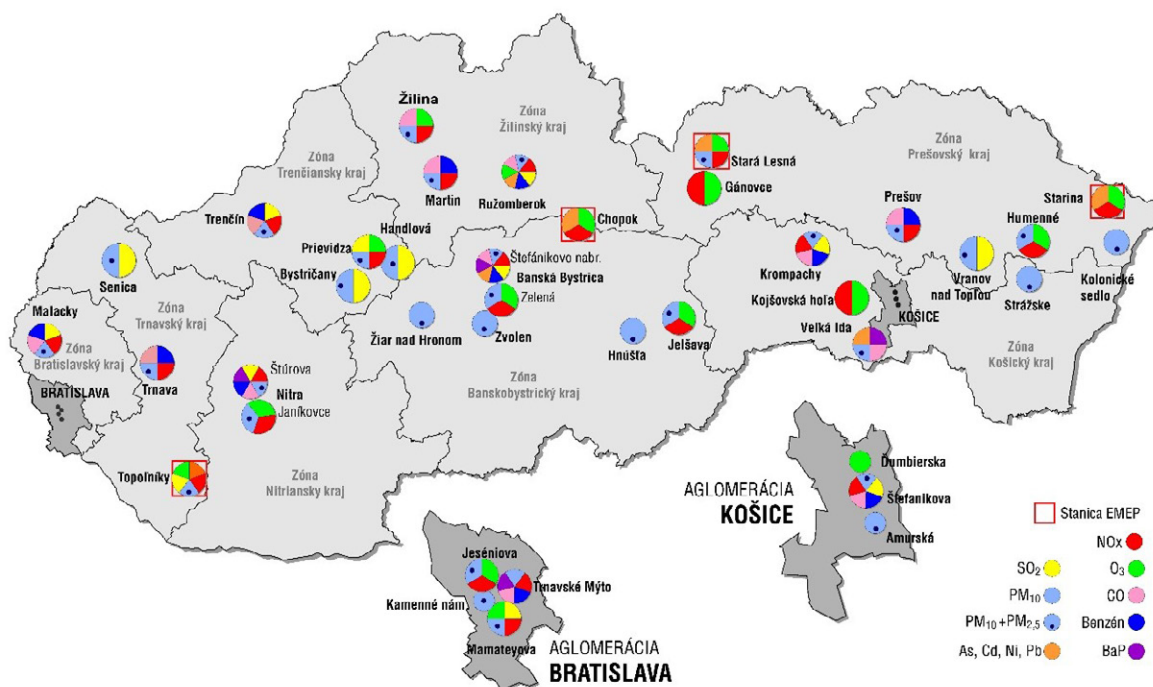 Žilina
Zóna
Žilinský kraj
Zóna
Trenčiansky kraj
Martin
Ružomberok
Stará Lesná
Gánovce
Zóna
Prešovský kraj
Starina
Trenčín
Prievidza
Handlová
Bystričany
Chopok
Prešov
Humenné
Senica
Štefánikovo nabr.
Banská Bystrica
Zelená
Krompachy
Vranov
nad Topľou
Kolonické
sedlo
Strážske
Malacky
Zóna
Trnavský kraj
Zóna
Bratislavský kraj
Žiar nad Hronom
Zvolen
Hnúšťa
Jelšava
Kojšovská hoľa
KOŠICE
Veľká Ida
Zóna
Košický kraj
BRATISLAVA
Trnava
Štúrova
Nitra
Janíkovce
Zóna
Banskobystrický kraj
Topoľníky
Zóna
Nitriansky kraj
AGLOMERÁCIA
KOŠICE
Ďumbierska
Štefanikova
Amurská
Jeséniova
Trnavské Mýto
Kamenné nám.
Mamateyova
AGLOMERÁCIA
BRATISLAVA
Stanica EMEP
NOx
SO2 O3
PM10 CO
PM10 +PM2,5 Benzén
As, Cd, Ni, Pb BaP